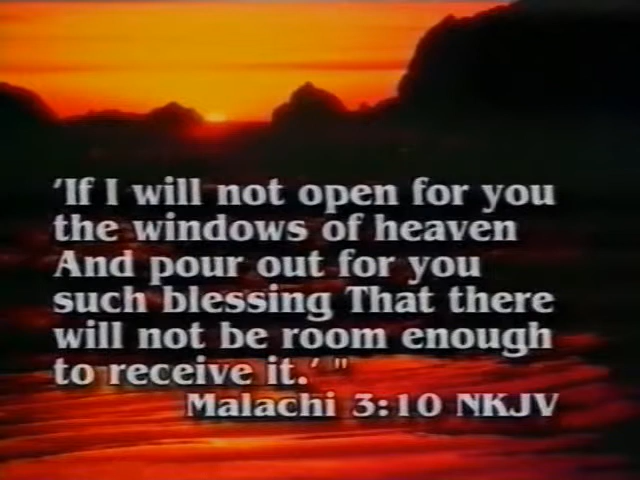 'If I will not open for you
the windows of heaven
And pour out for you
such blessing That there
will not be room enough
to receive it.' "
Malachi 3:10 NKJV